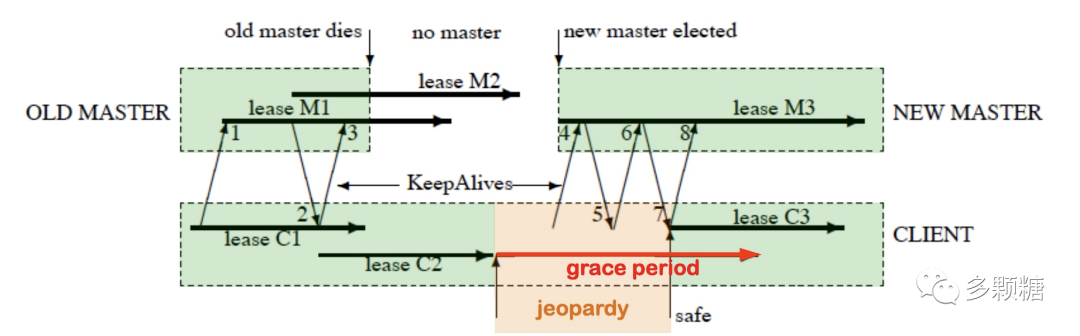 old master dies
no master
new master elected
lease M2
OLD MASTER
lease M1
lease M3
NEW MASTER
1
3
4
6
8
KeepAlives
2
5
7
lease C3
CLIENT
lease C1
lease C2
grace period
多颗糖
jeopardy
safe